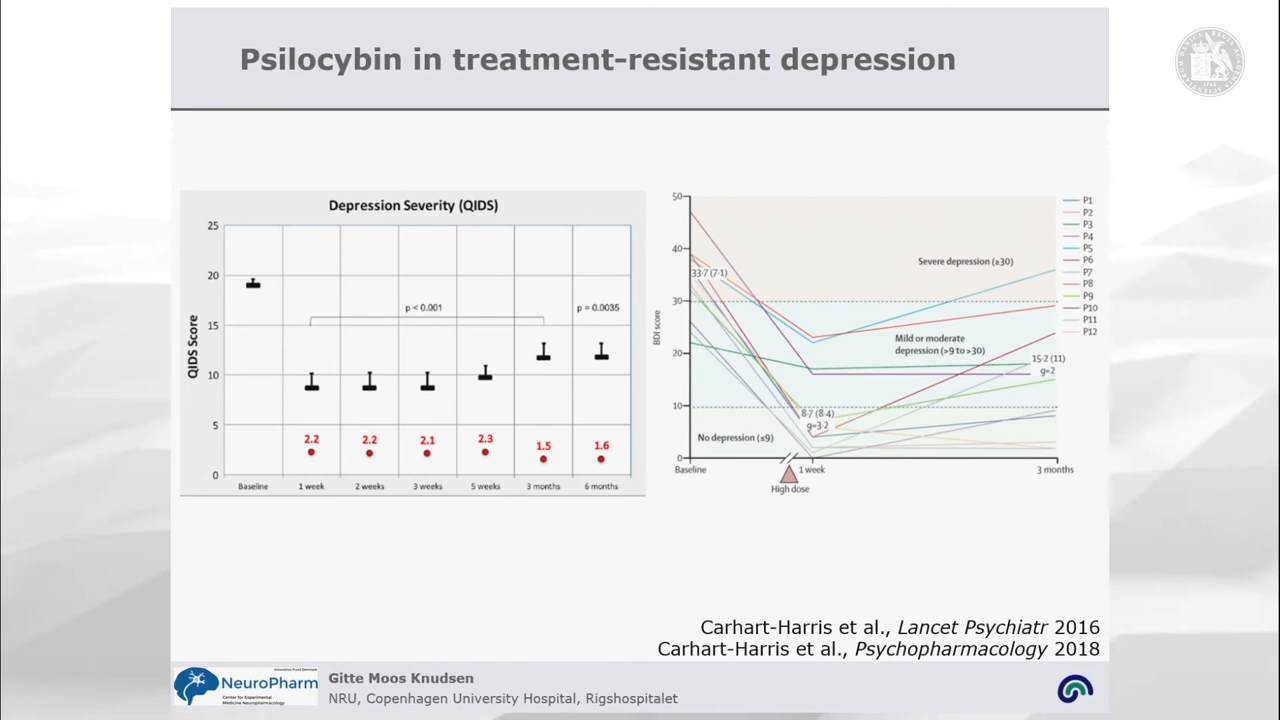 Psilocybin in treatment-resistant depression
Depression Severity (QIDS)
QIDS Score
25
20
15
10
5
0
p < 0.001
p = 0.0035
2.2
2.2
2.1
2.3
1.5
1.6
Baseline
1 week
2 weeks
3 weeks
5 weeks
3 months
6 months
BDI score
50
40
30
20
10
0
33·7 (7·1)
Severe depression (≥30)
Mild or moderate
depression (>9 to >30)
15·2 (11)
g=2
8·7 (8·4)
g=3·2
No depression (≤9)
Baseline
1 week
3 months
High dose
P1
P2
P3
P4
P5
P6
P7
P8
P9
P10
P11
P12
Carhart-Harris et al., Lancet Psychiatr 2016
Carhart-Harris et al., Psychopharmacology 2018
Innovation Fund Denmark
NeuroPharm
Center for Experimental
Medicine Neuropharmacology
Gitte Moos Knudsen
NRU, Copenhagen University Hospital, Rigshospitalet